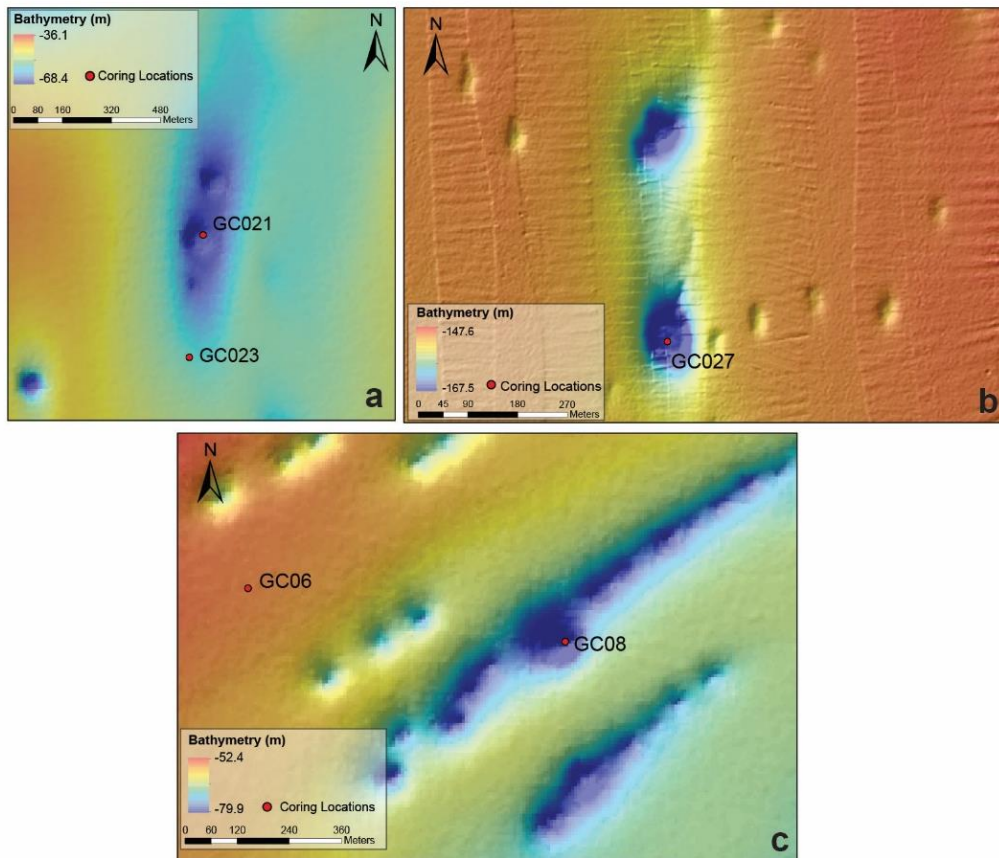 Bathymetry (m)
-36.1
-68.4
Coring Locations
0 80 160 320 480
Meters
N
GC021
GC023
a
N
Bathymetry (m)
-147.6
-167.5
Coring Locations
0 45 90 180 270
Meters
GC027
b
N
GC06
GC08
Bathymetry (m)
-52.4
-79.9
Coring Locations
0 60 120 240 360
Meters
c